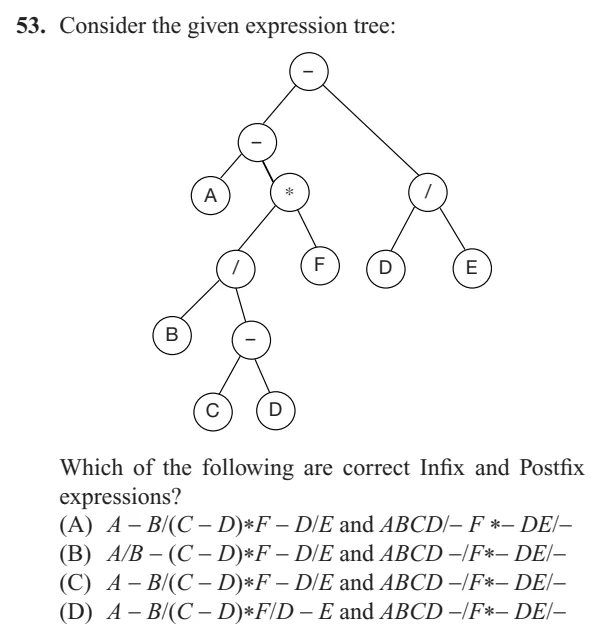 53. Consider the given expression tree:
–
–
A
*
/
/
F
D
E
B
–
C
D
Which of the following are correct Infix and Postfix
expressions?
(A) A – B/(C – D)*F – D/E and ABCD/– F *– DE/–
(B) A/B – (C – D)*F – D/E and ABCD –/F*– DE/–
(C) A – B/(C – D)*F – D/E and ABCD –/F*– DE/–
(D) A – B/(C – D)*F/D – E and ABCD –/F*– DE/–